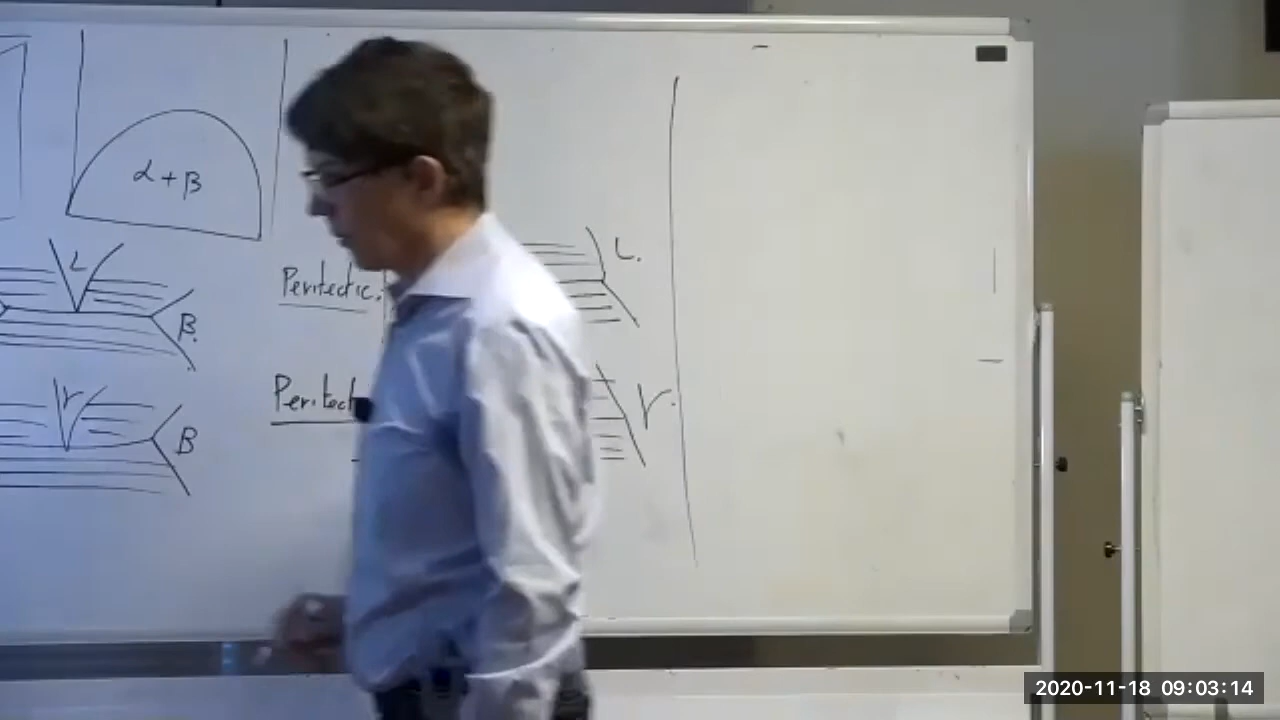 α+β
L
β.
γ
B
Peritectic:
L.
Peritect
γ.
2020-11-18 09:03:14